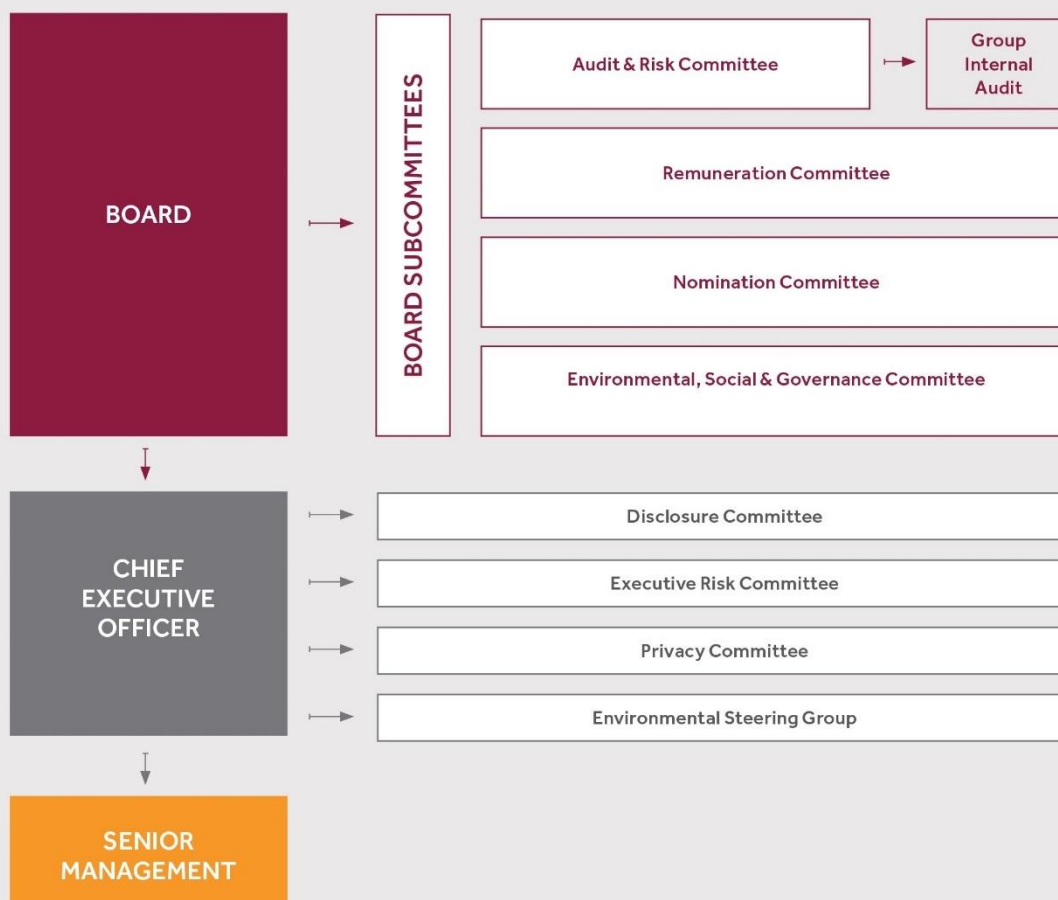 BOARD
BOARD SUBCOMMITTEES
Audit & Risk Committee
Group
Internal
Audit
Remuneration Committee
Nomination Committee
Environmental, Social & Governance Committee
CHIEF
EXECUTIVE
OFFICER
Disclosure Committee
Executive Risk Committee
Privacy Committee
Environmental Steering Group
SENIOR
MANAGEMENT